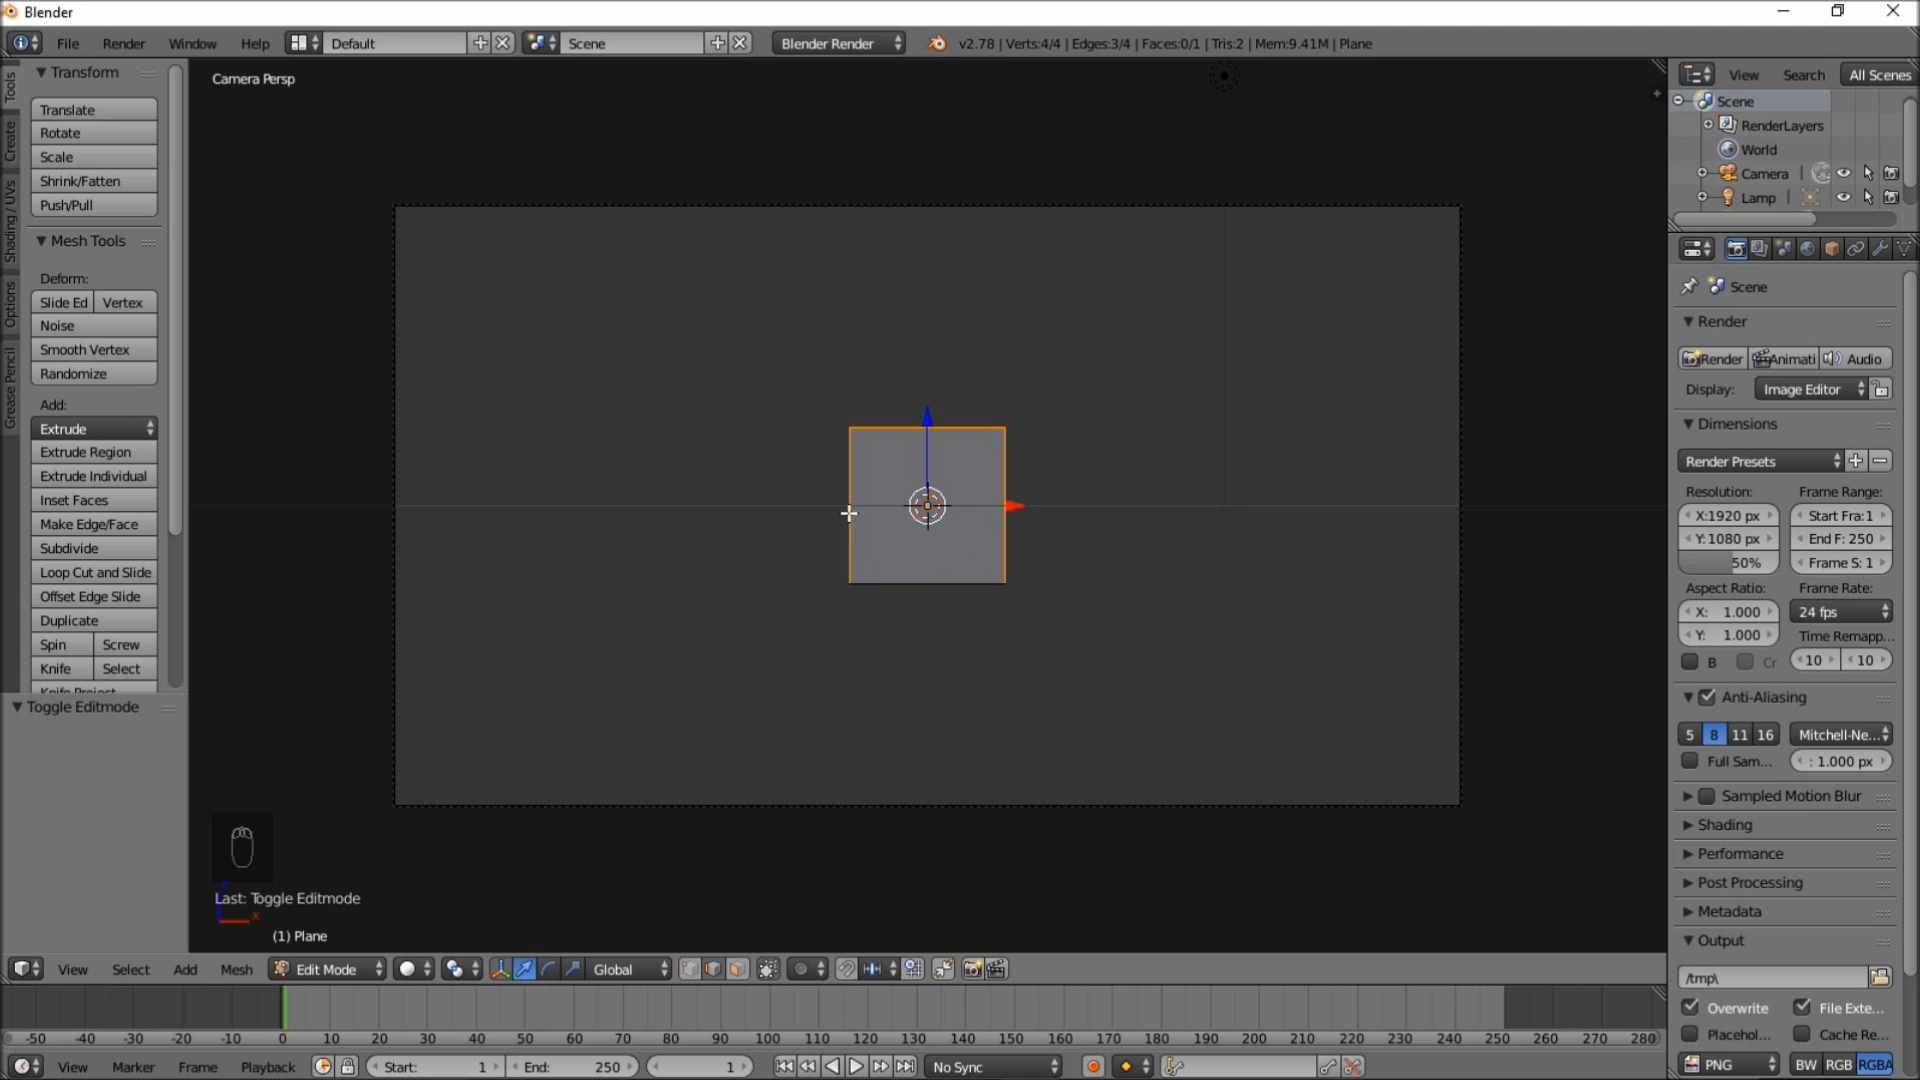 Blender
File Render Window Help Default Scene Blender Render v2.78 | Verts:4/4 | Edges:3/4 | Faces:0/1 | Tris:2 | Mem:9.41M | Plane
Tools
Create
Shading / UVs
Options
Grease Pencil
Transform
Translate
Rotate
Scale
Shrink/Fatten
Push/Pull
Mesh Tools
Deform:
Slide Ed Vertex
Noise
Smooth Vertex
Randomize
Add:
Extrude
Extrude Region
Extrude Individual
Inset Faces
Make Edge/Face
Subdivide
Loop Cut and Slide
Offset Edge Slide
Duplicate
Spin Screw
Knife Select
Knife Project
Toggle Editmode
Camera Persp
Last: Toggle Editmode
x
(1) Plane
View Search All Scenes
Scene
RenderLayers
World
Camera
Lamp
Scene
Render
Render Animati Audio
Display: Image Editor
Dimensions
Render Presets
Resolution: Frame Range:
X:1920 px Start Fra:1
Y:1080 px End F: 250
50% Frame S: 1
Aspect Ratio: Frame Rate:
X: 1.000 24 fps
Y: 1.000 Time Remapp...
B Cr 10 10
Anti-Aliasing
5 8 11 16 Mitchell-Ne...
Full Sam... : 1.000 px
Sampled Motion Blur
Shading
Performance
Post Processing
Metadata
Output
/tmp\
Overwrite File Exte...
Placehol... Cache Re...
PNG BW RGB RGBA
View Select Add Mesh Edit Mode Global
-50 -40 -30 -20 -10 0 10 20 30 40 50 60 70 80 90 100 110 120 130 140 150 160 170 180 190 200 210 220 230 240 250 260 270 280
View Marker Frame Playback Start: 1 End: 250 1 No Sync